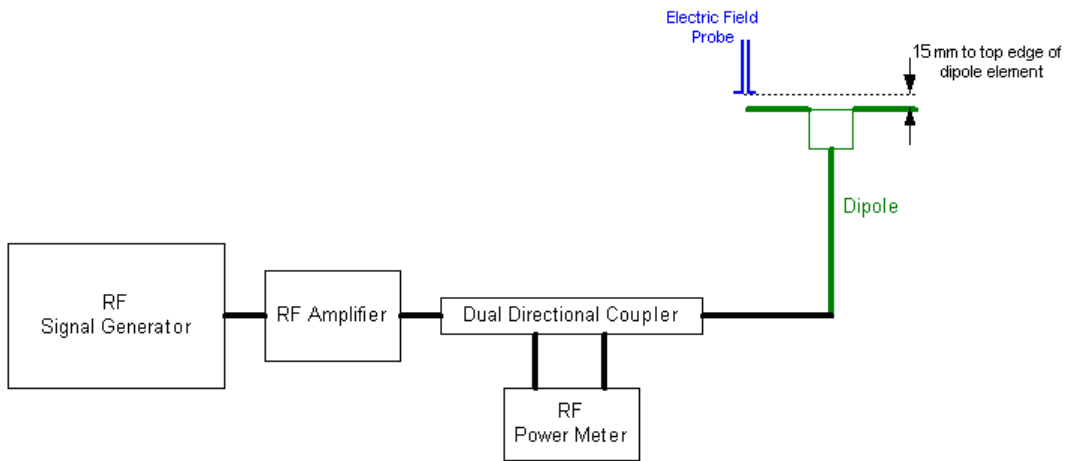 Electric Field
Probe
15 mm to top edge of
dipole element
Dipole
RF
Signal Generator
RF Amplifier
Dual Directional Coupler
RF
Power Meter